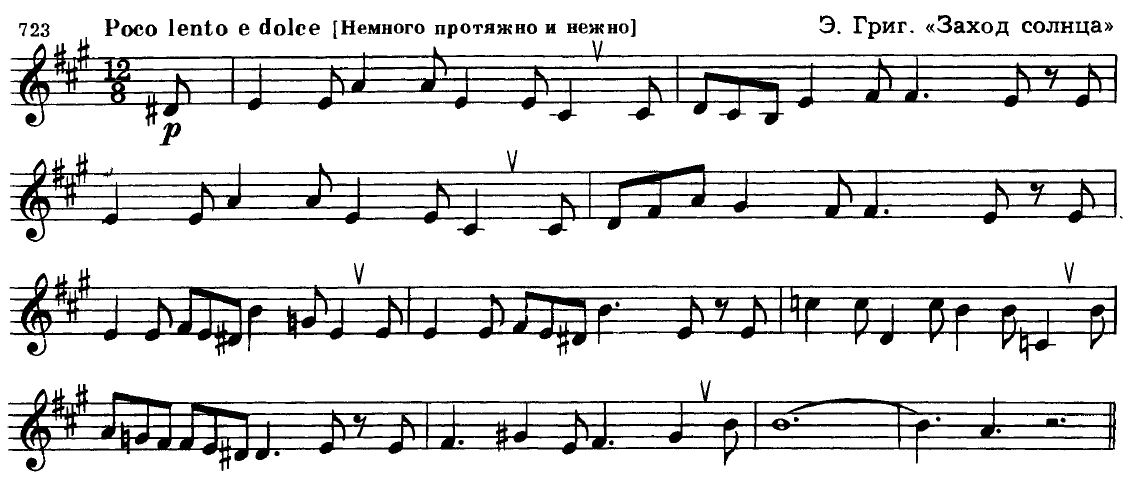 723 Poco lento e dolce [Немного протяжно и нежно] Э. Григ. «Заход солнца»
12
8
p